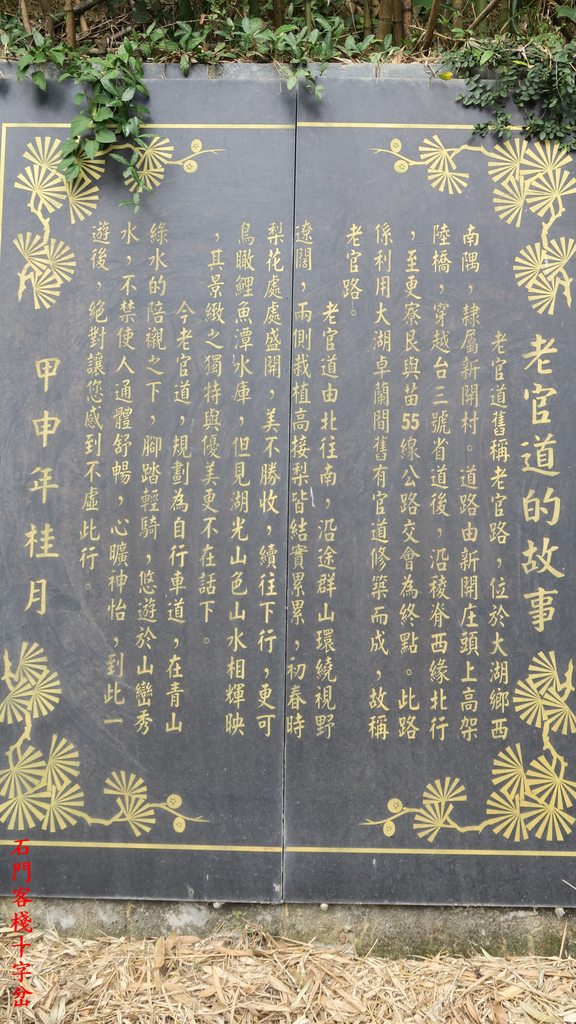 老官道的故事
老官道舊稱老官路，位於大湖鄉西
南隅，隸屬新開村。道路由新開庄頭上高架
陸橋，穿越台三號省道後，沿稜脊西緣北行
，至更寮艮與苗55線公路交會為終點。此路
係利用大湖卓蘭間舊有官道修築而成，故稱
老官路。
老官道由北往南，沿途群山環繞視野
遼闊，兩側栽植高接梨皆結實累累，初春時
梨花處處盛開，美不勝收，續往下行，更可
鳥瞰鯉魚潭水庫，但見湖光山色山水相輝映
，其景緻之獨特與優美更不在話下。
今老官道，規劃為自行車道，在青山
綠水的陪襯之下，腳踏輕騎，悠遊於山巒秀
水，不禁使人通體舒暢，心曠神怡，到此一
遊後，絕對讓您感到不虛此行。
甲申年桂月
石門客棧十字岔